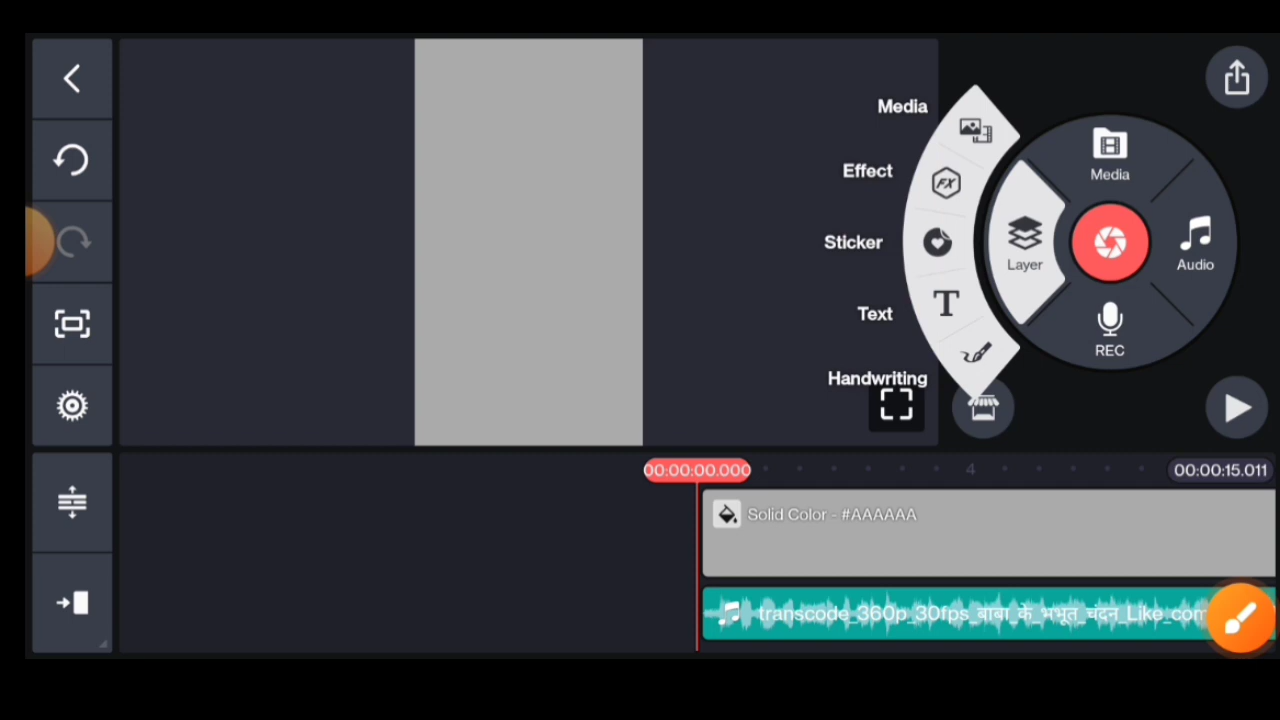 Media
Effect
Sticker
Text
Handwriting
FX
T
Media
Layer
Audio
REC
00:00:00.000
4
00:00:15.011
Solid Color - #AAAAAA
transcode_360p_30fps_बाबा_के_भभूत_चंदन_Like_com